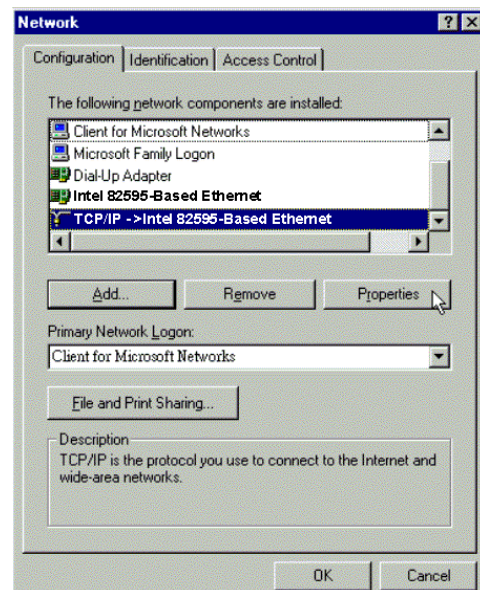 Network
Configuration Identification Access Control
The following network components are installed:
Client for Microsoft Networks
Microsoft Family Logon
Dial-Up Adapter
Intel 82595-Based Ethernet
TCP/IP ->Intel 82595-Based Ethernet
Add... Remove Properties
Primary Network Logon:
Client for Microsoft Networks
File and Print Sharing...
Description
TCP/IP is the protocol you use to connect to the Internet and
wide-area networks.
OK Cancel